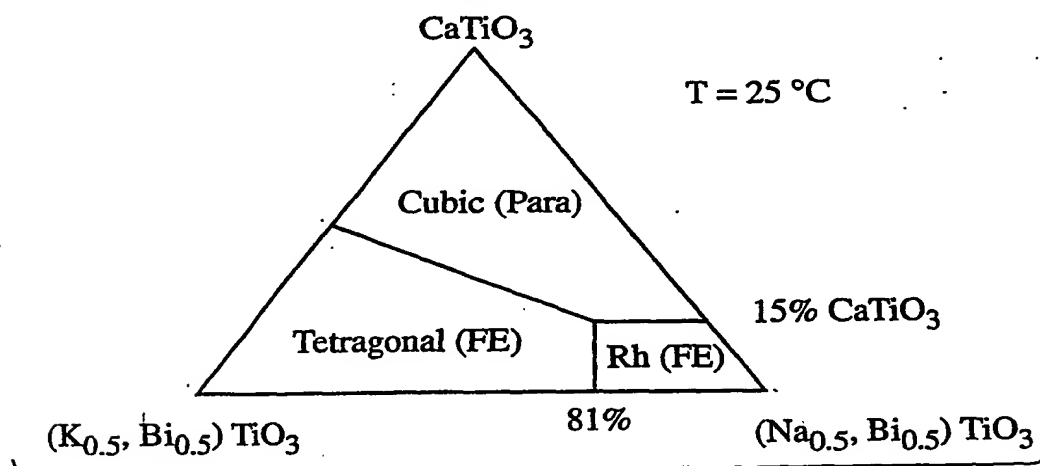 CaTiO₃
T = 25 °C
Cubic (Para)
15% CaTiO₃
Tetragonal (FE)
Rh (FE)
81%
(K₀.₅, Bi₀.₅) TiO₃
(Na₀.₅, Bi₀.₅) TiO₃